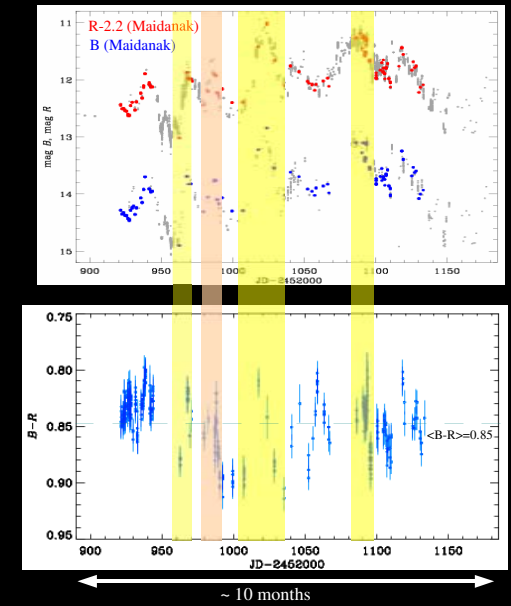 R-2.2 (Maidanak)
B (Maidanak)
mag B, mag R
11
12
13
14
15
900 950 1000 1050 1100 1150
JD-2452000
B-R
0.75
0.80
0.85
0.90
0.95
<B-R>=0.85
900 950 1000 1050 1100 1150
JD-2452000
~ 10 months